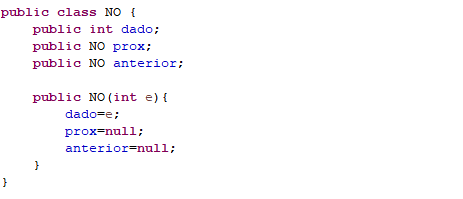 public class NO {
public int dado;
public NO prox;
public NO anterior;
public NO(int e){
dado=e;
prox=null;
anterior=null;
}
}